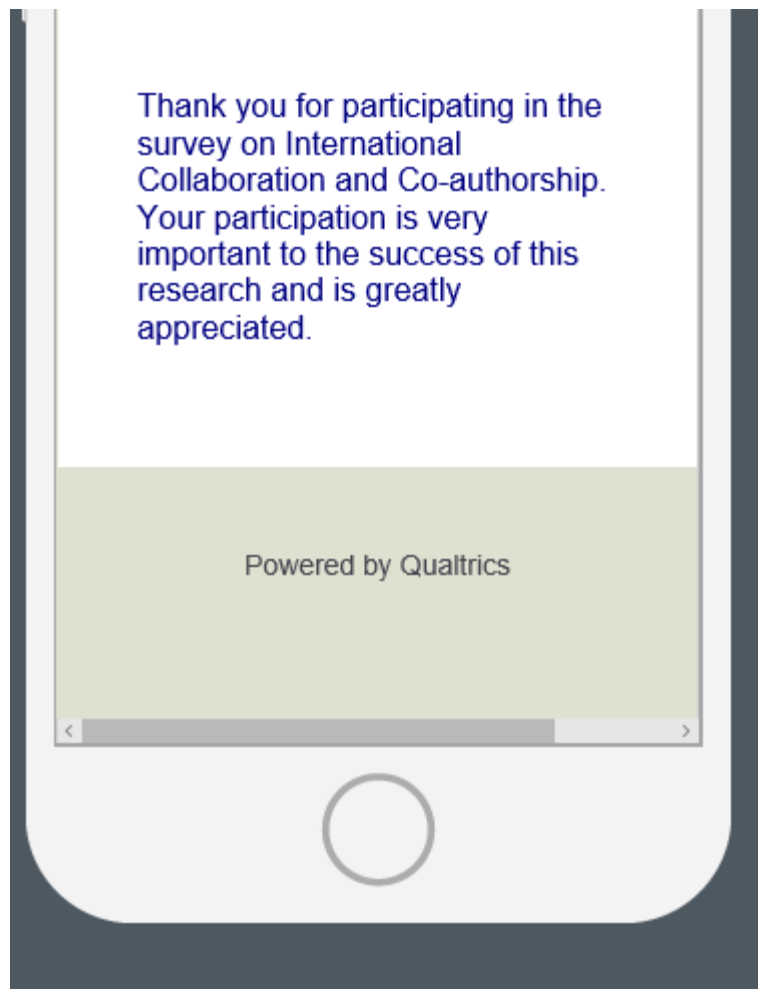 Thank you for participating in the
survey on International
Collaboration and Co-authorship.
Your participation is very
important to the success of this
research and is greatly
appreciated.
Powered by Qualtrics